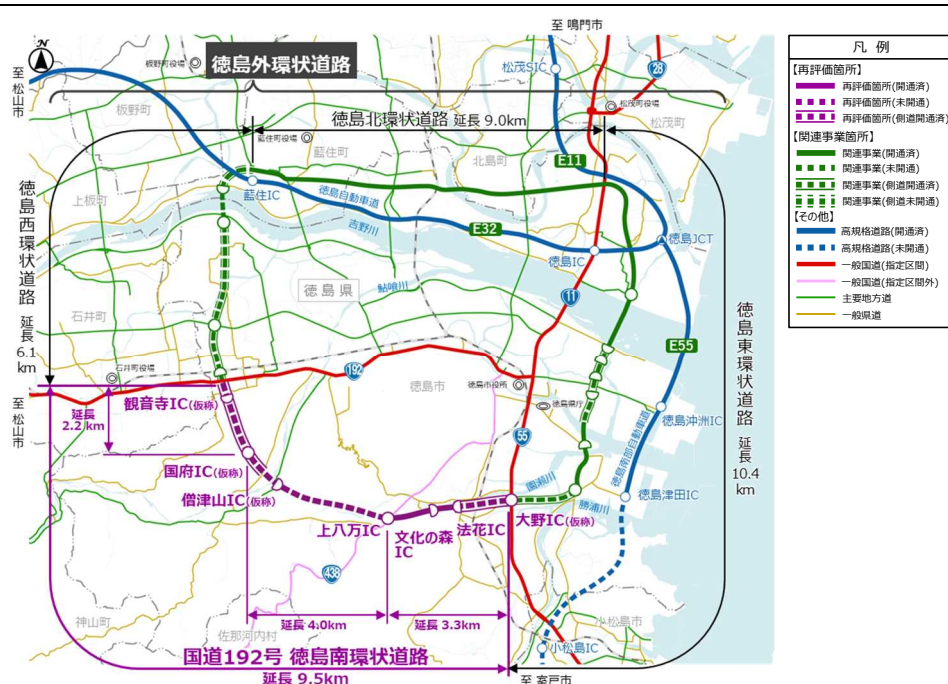 至 鳴門市
N
至 松山市
板野町役場
徳島外環状道路
松茂SIC
28
松茂町役場
松茂町
板野町
徳島北環状道路 延長 9.0km
藍住町役場
藍住町
北島町
E11
上板町
藍住IC
徳島自動車道
吉野川
E32
徳島JCT
徳島IC
徳島西環状道路 延長 6.1 km
徳島県
鮎喰川
11
石井町
石井町役場
192
徳島市
徳島市役所
徳島県庁
E55
徳島東環状道路 延長 10.4 km
至 松山市
延長 2.2 km
観音寺IC(仮称)
55
徳島沖洲IC
徳島南部自動車道
国府IC(仮称)
僧津山IC(仮称)
園瀬川
勝浦川
徳島津田IC
上八万IC
文化の森IC
法花IC
大野IC(仮称)
438
延長 4.0km
延長 3.3km
神山町
佐那河内村
小松島市
小松島IC
国道192号 徳島南環状道路
延長 9.5km
至 室戸市
凡 例
【再評価箇所】
再評価箇所(開通済)
再評価箇所(未開通)
再評価箇所(側道開通済)
【関連事業箇所】
関連事業(開通済)
関連事業(未開通)
関連事業(側道開通済)
関連事業(側道未開通)
【その他】
高規格道路(開通済)
高規格道路(未開通)
一般国道(指定区間)
一般国道(指定区間外)
主要地方道
一般県道